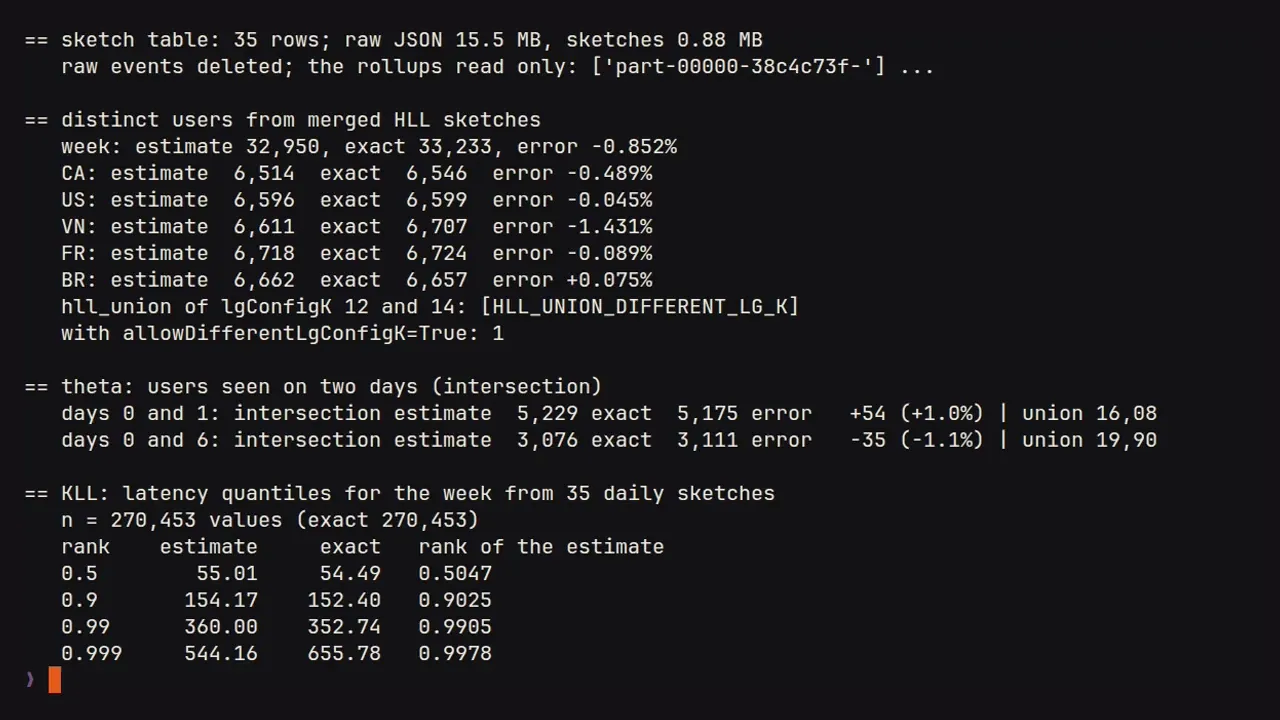 == sketch table: 35 rows; raw JSON 15.5 MB, sketches 0.88 MB
raw events deleted; the rollups read only: ['part-00000-38c4c73f-'] ...
== distinct users from merged HLL sketches
week: estimate 32,950, exact 33,233, error -0.852%
CA: estimate  6,514  exact  6,546  error -0.489%
US: estimate  6,596  exact  6,599  error -0.045%
VN: estimate  6,611  exact  6,707  error -1.431%
FR: estimate  6,718  exact  6,724  error -0.089%
BR: estimate  6,662  exact  6,657  error +0.075%
hll_union of lgConfigK 12 and 14: [HLL_UNION_DIFFERENT_LG_K]
with allowDifferentLgConfigK=True: 1
== theta: users seen on two days (intersection)
days 0 and 1: intersection estimate  5,229 exact  5,175 error   +54 (+1.0%) | union 16,08
days 0 and 6: intersection estimate  3,076 exact  3,111 error   -35 (-1.1%) | union 19,90
== KLL: latency quantiles for the week from 35 daily sketches
n = 270,453 values (exact 270,453)
rank    estimate     exact   rank of the estimate
0.5        55.01     54.49   0.5047
0.9       154.17    152.40   0.9025
0.99      360.00    352.74   0.9905
0.999     544.16    655.78   0.9978
❯